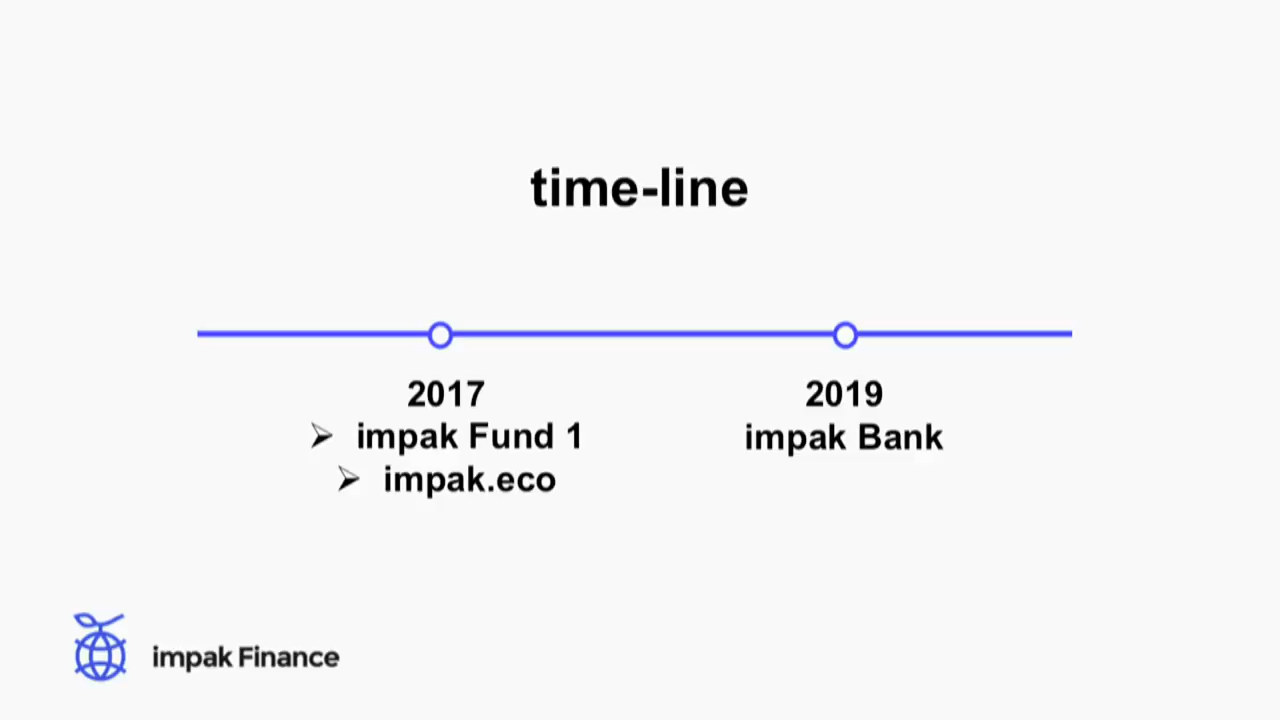 time-line
2017
➢ impak Fund 1
➢ impak.eco
2019
impak Bank
impak Finance